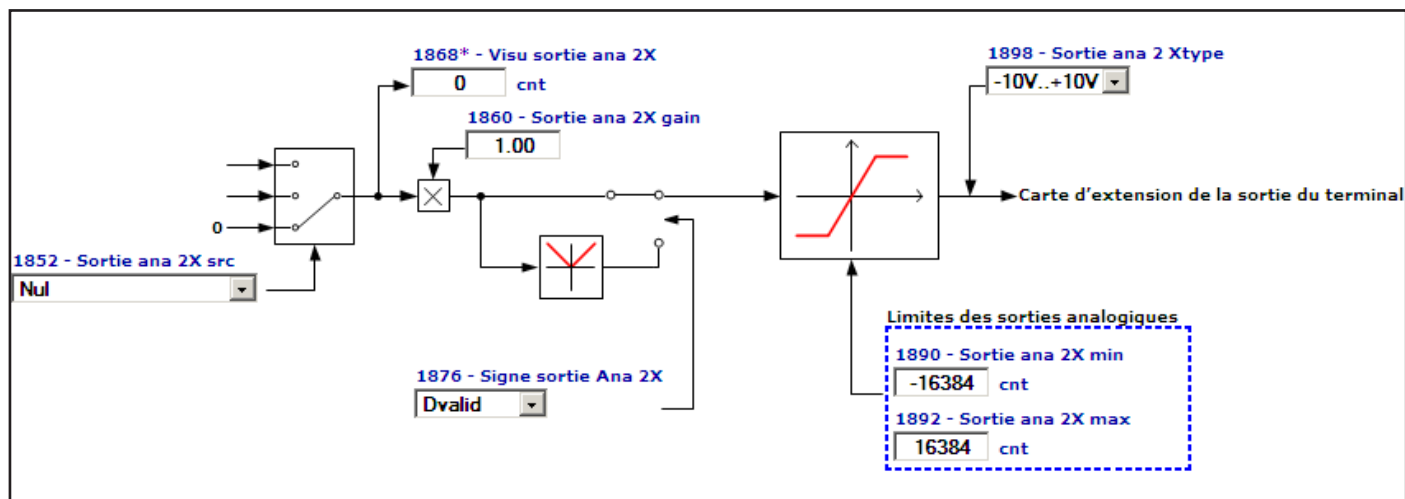 1868* - Visu sortie ana 2X
0 cnt
1898 - Sortie ana 2 Xtype
-10V..+10V
1860 - Sortie ana 2X gain
1.00
0
Carte d'extension de la sortie du terminal
1852 - Sortie ana 2X src
Nul
Limites des sorties analogiques
1890 - Sortie ana 2X min
-16384 cnt
1876 - Signe sortie Ana 2X
Dvalid
1892 - Sortie ana 2X max
16384 cnt